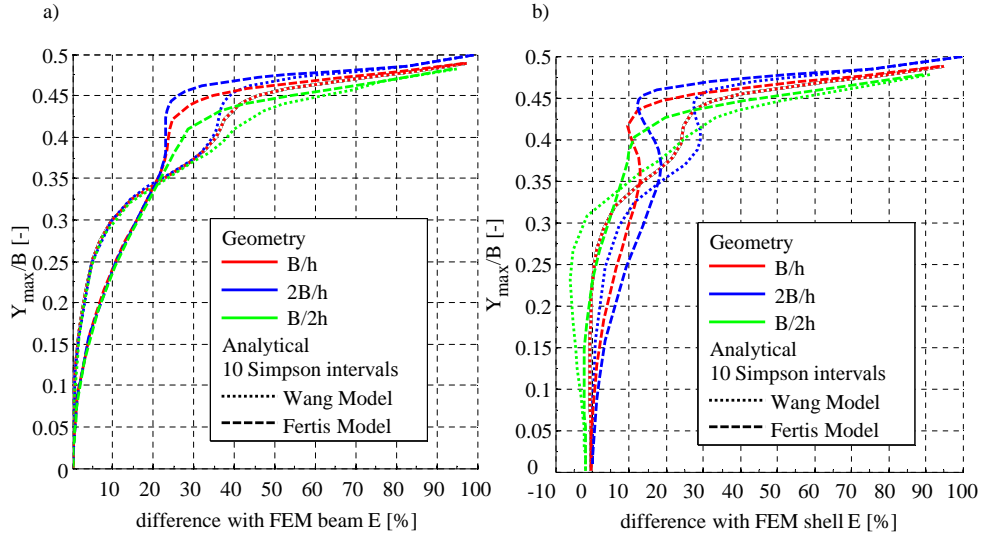 a)
0.5
0.45
0.4
0.35
0.3
0.25
0.2
0.15
0.1
0.05
0
Y_max/B [-]
Geometry
B/h
2B/h
B/2h
Analytical
10 Simpson intervals
Wang Model
Fertis Model
10 20 30 40 50 60 70 80 90 100
difference with FEM beam E [%]
b)
0.5
0.45
0.4
0.35
0.3
0.25
0.2
0.15
0.1
0.05
0
Y_max/B [-]
Geometry
B/h
2B/h
B/2h
Analytical
10 Simpson intervals
Wang Model
Fertis Model
-10 0 10 20 30 40 50 60 70 80 90 100
difference with FEM shell E [%]